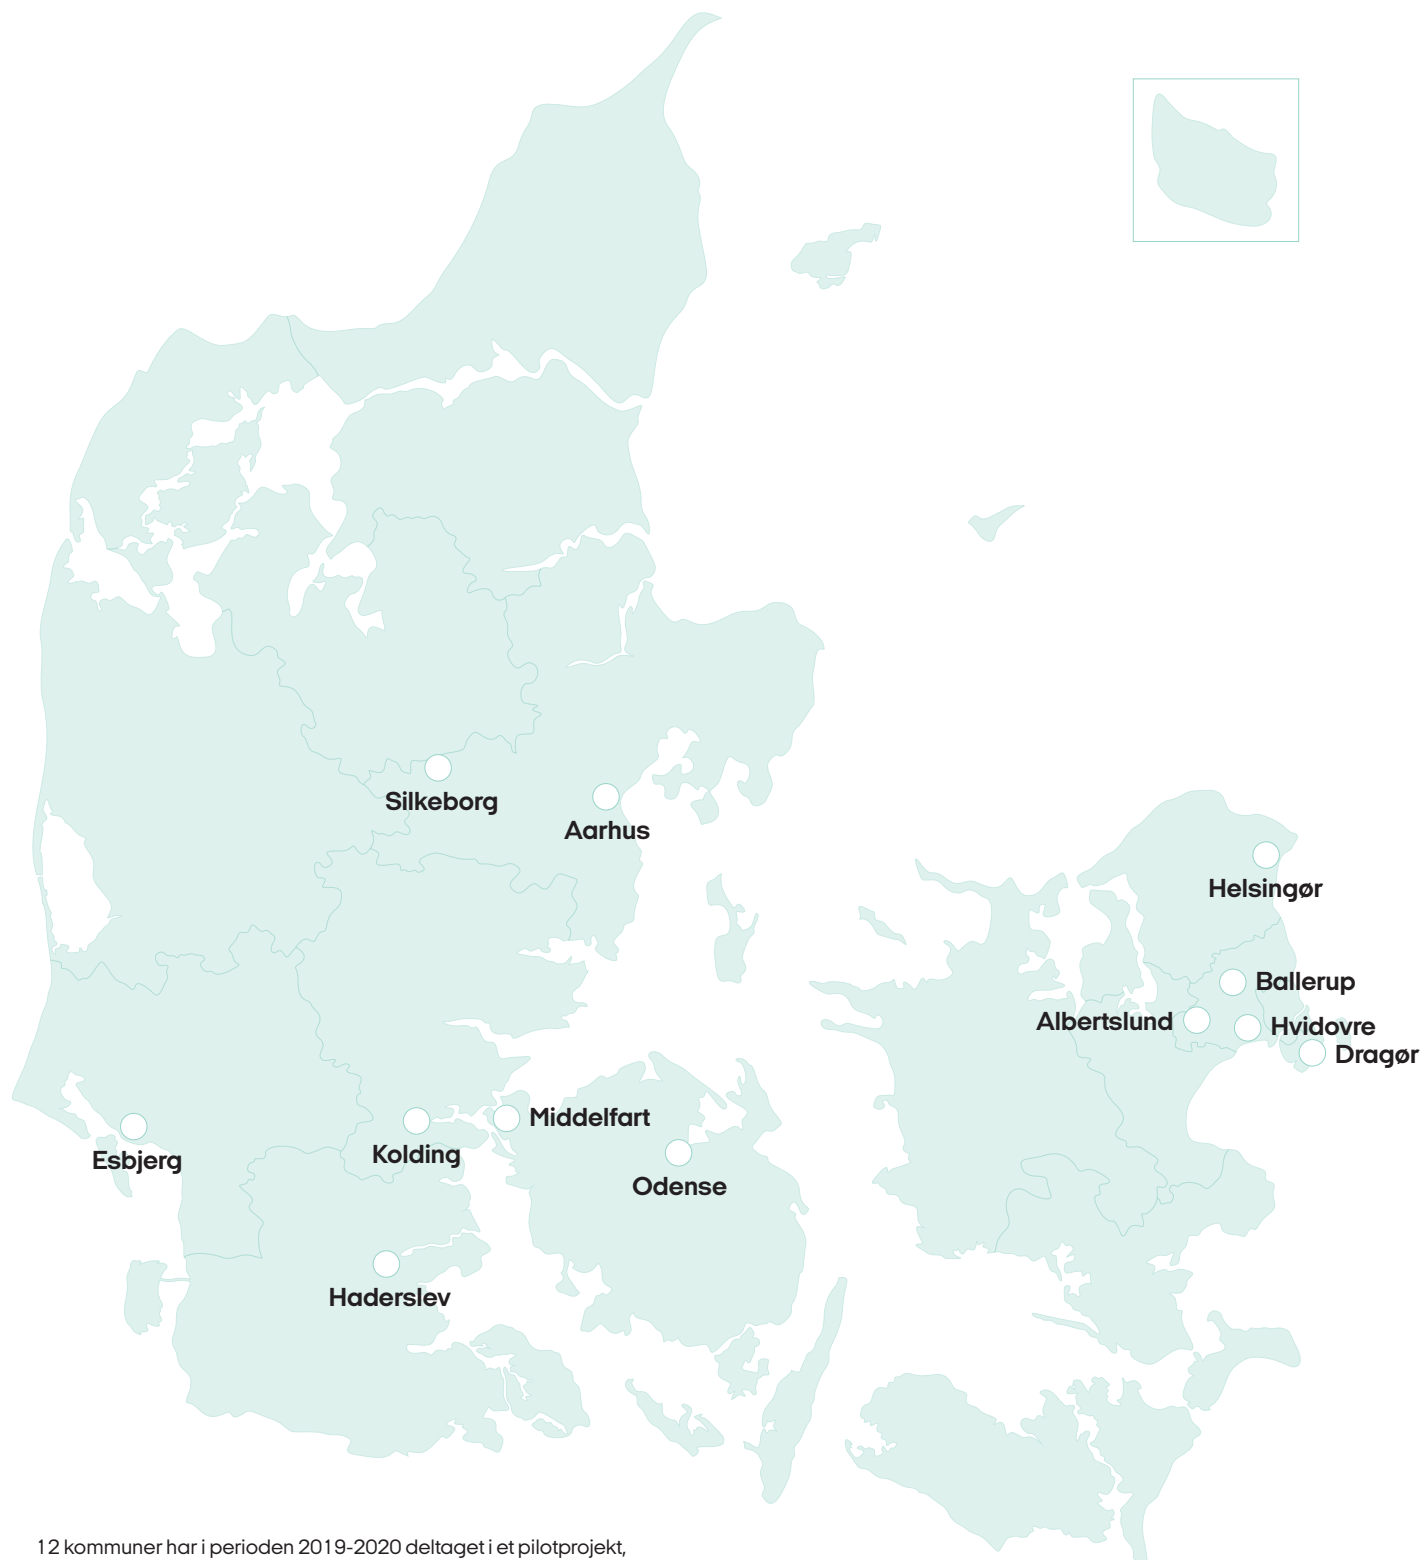 Silkeborg
Aarhus
Helsingør
Ballerup
Albertslund
Hvidovre
Dragør
Middelfart
Esbjerg
Kolding
Odense
Haderslev
12 kommuner har i perioden 2019-2020 deltaget i et pilotprojekt,